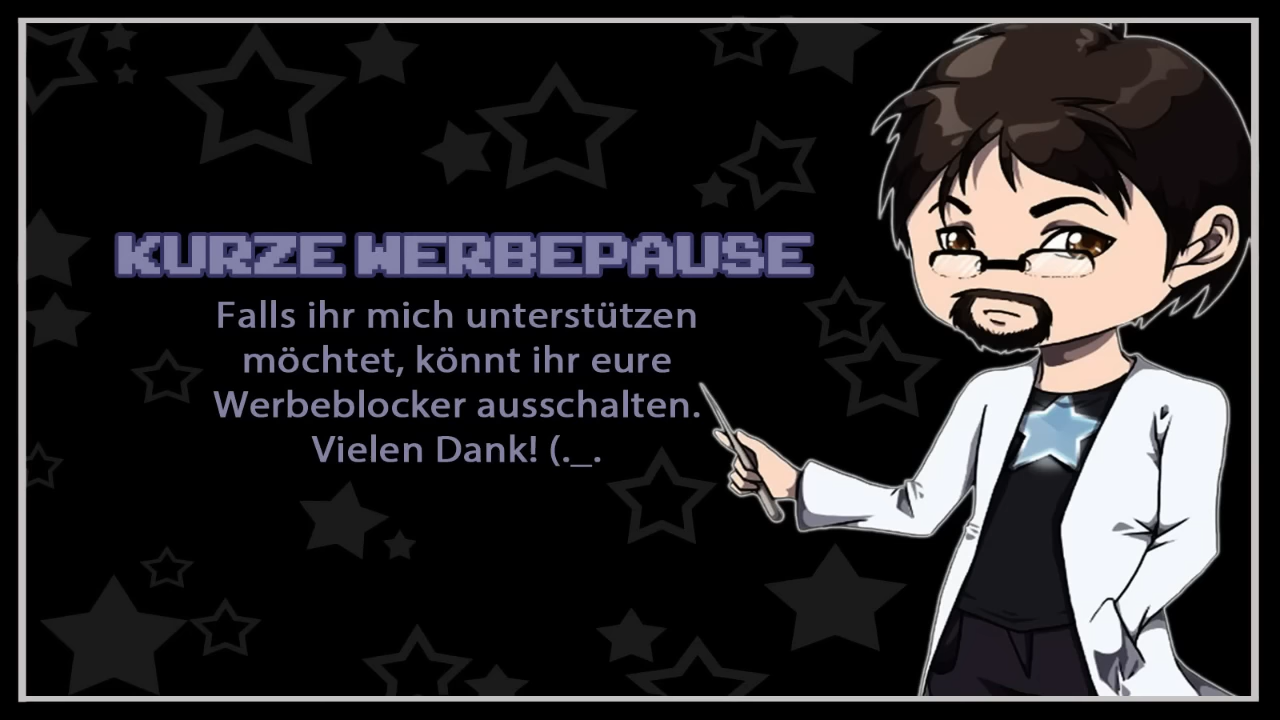 KURZE WERBEPAUSE
Falls ihr mich unterstützen
möchtet, könnt ihr eure
Werbeblocker ausschalten.
Vielen Dank! (._.